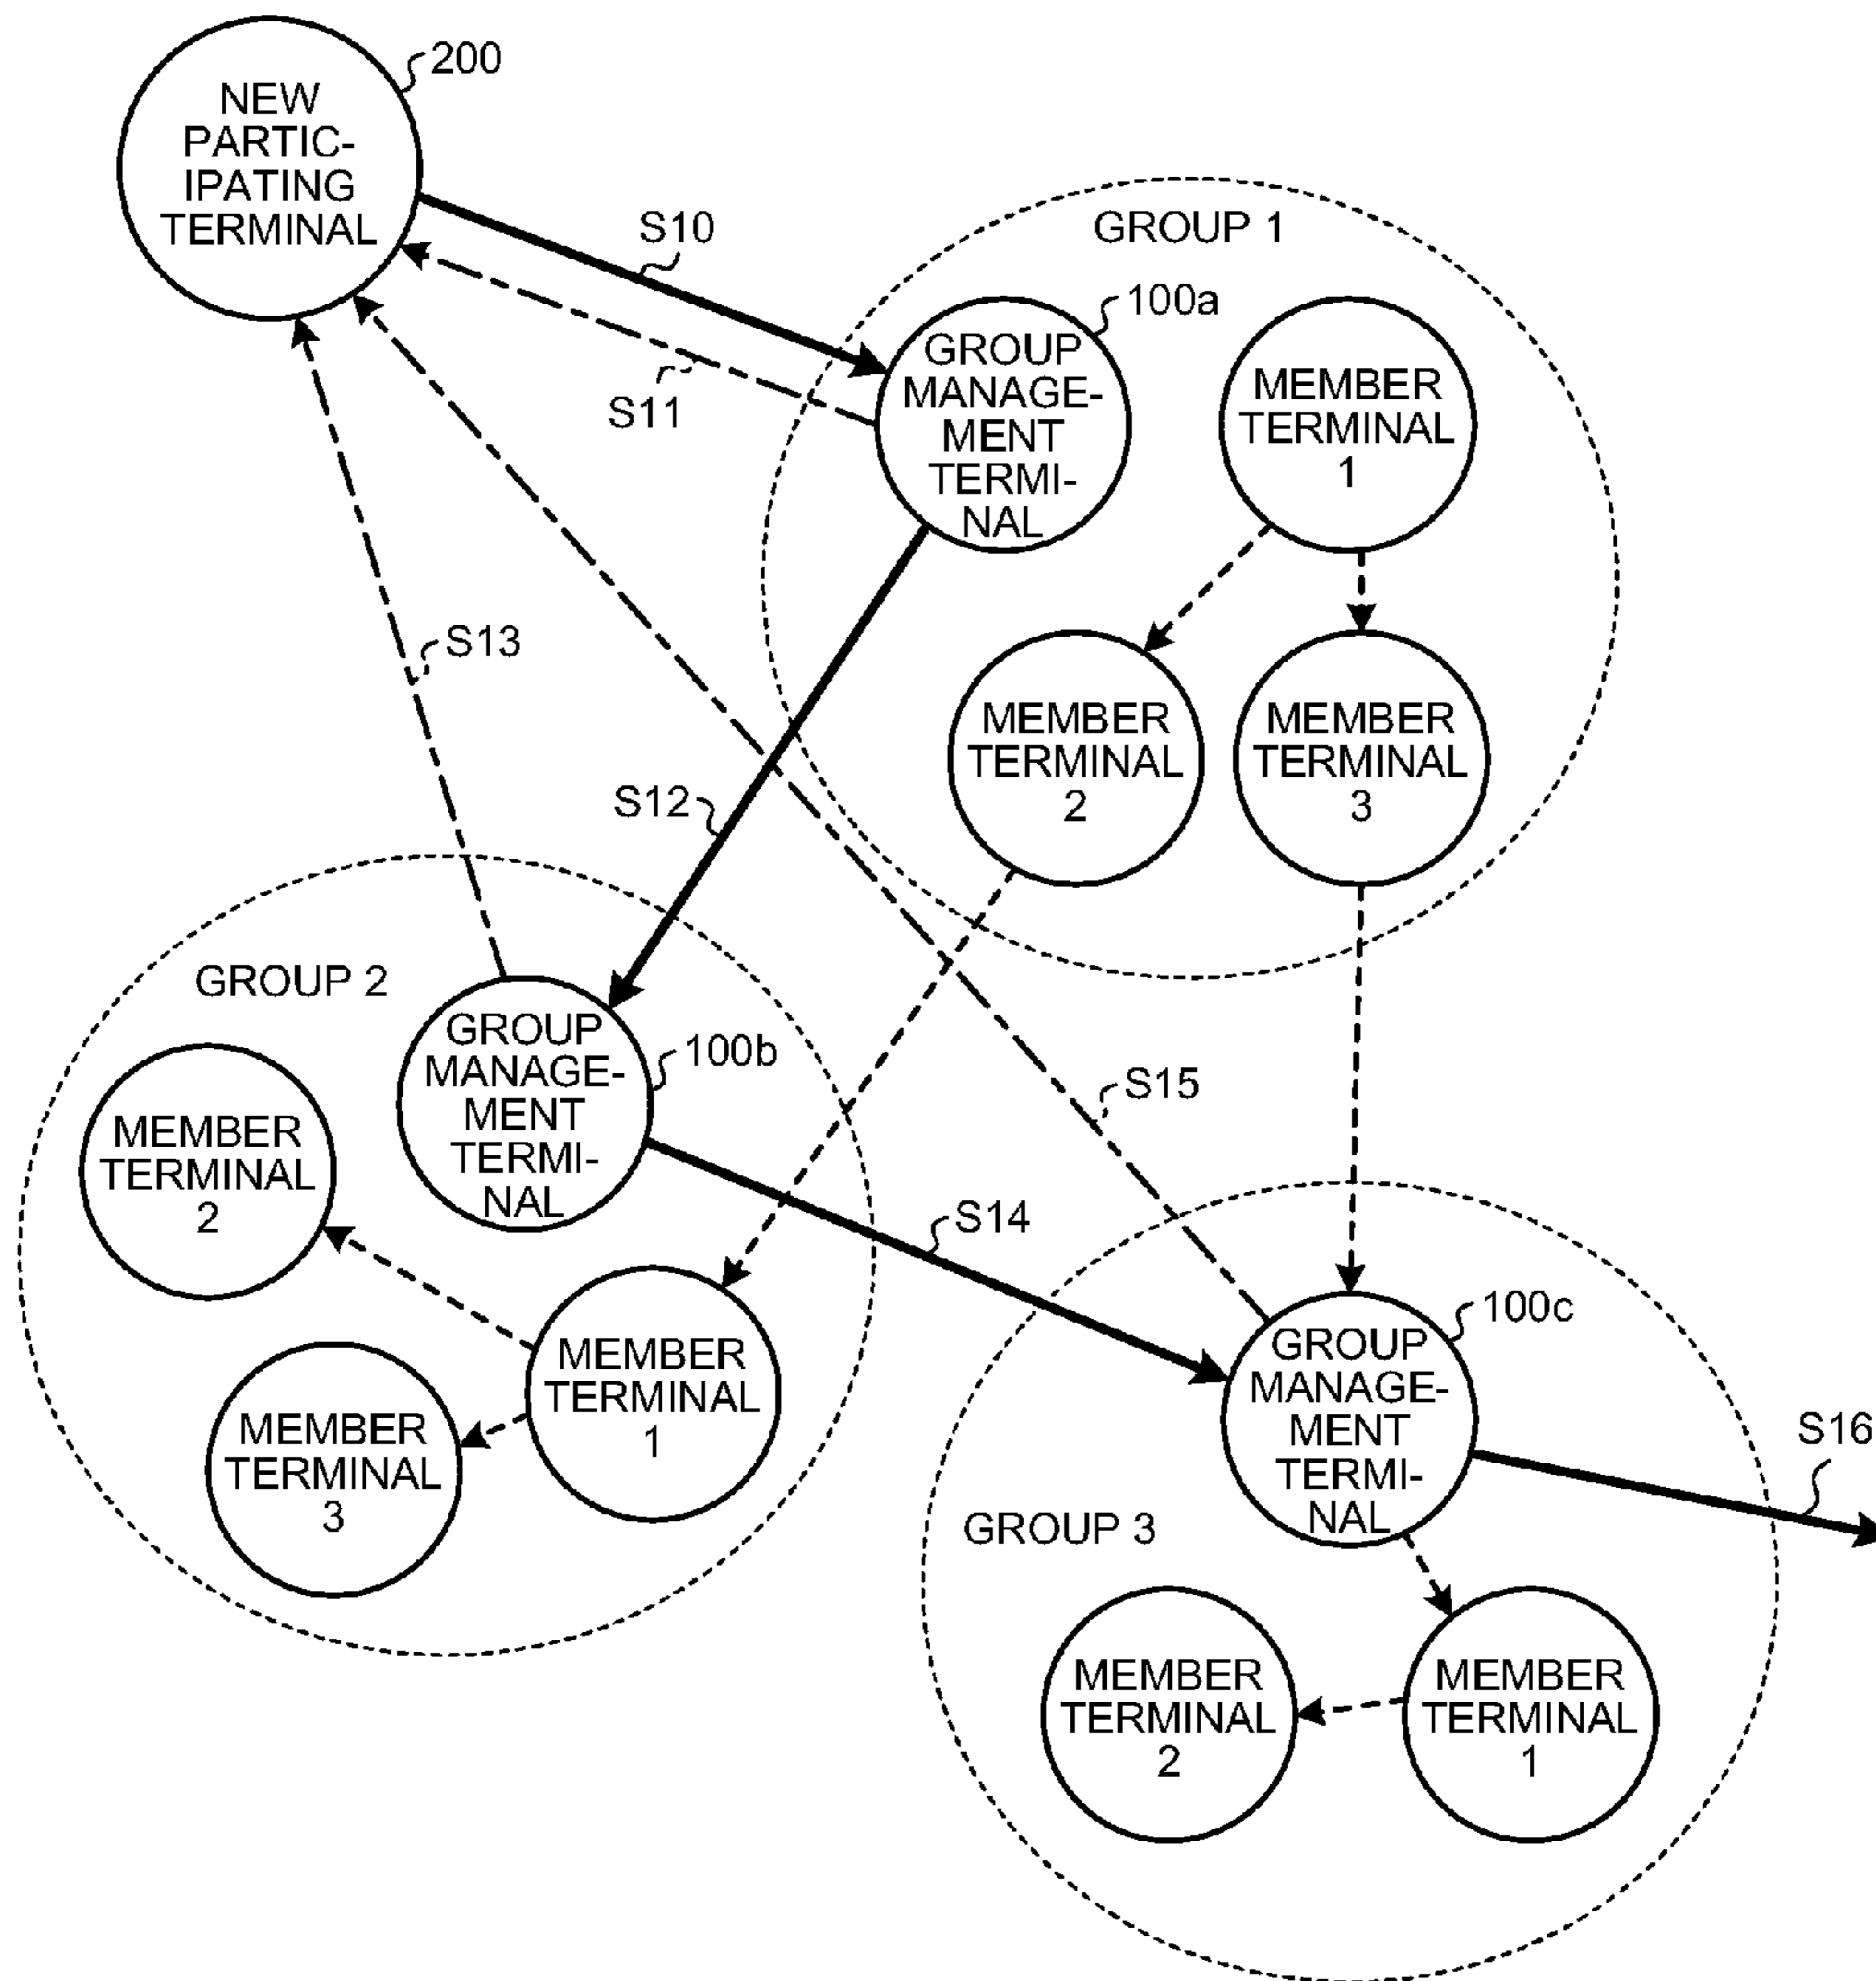 200
NEW
PARTIC-
IPATING
TERMINAL
S10
S11
GROUP 1
100a
GROUP
MANAGE-
MENT
TERMI-
NAL
MEMBER
TERMINAL
1
S13
MEMBER
TERMINAL
2
MEMBER
TERMINAL
3
S12
GROUP 2
GROUP
MANAGE-
MENT
TERMI-
NAL
100b
MEMBER
TERMINAL
2
S15
S14
MEMBER
TERMINAL
1
MEMBER
TERMINAL
3
100c
GROUP
MANAGE-
MENT
TERMI-
NAL
S16
GROUP 3
MEMBER
TERMINAL
2
MEMBER
TERMINAL
1